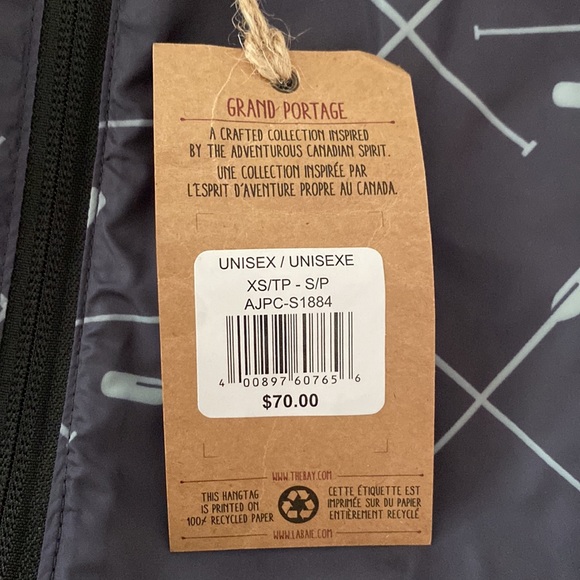 GRAND PORTAGE
A CRAFTED COLLECTION INSPIRED
BY THE ADVENTUROUS CANADIAN SPIRIT.
UNE COLLECTION INSPIRÉE PAR
L'ESPRIT D'AVENTURE PROPRE AU CANADA.
UNISEX / UNISEXE
XS/TP - S/P
AJPC-S1884
4 00897 60765 6
$70.00
WWW.THEBAY.COM
THIS HANGTAG
IS PRINTED ON
100% RECYCLED PAPER
CETTE ÉTIQUETTE EST
IMPRIMÉE SUR DU PAPIER
ENTIÈREMENT RECYCLÉ
WWW.LABAIE.COM